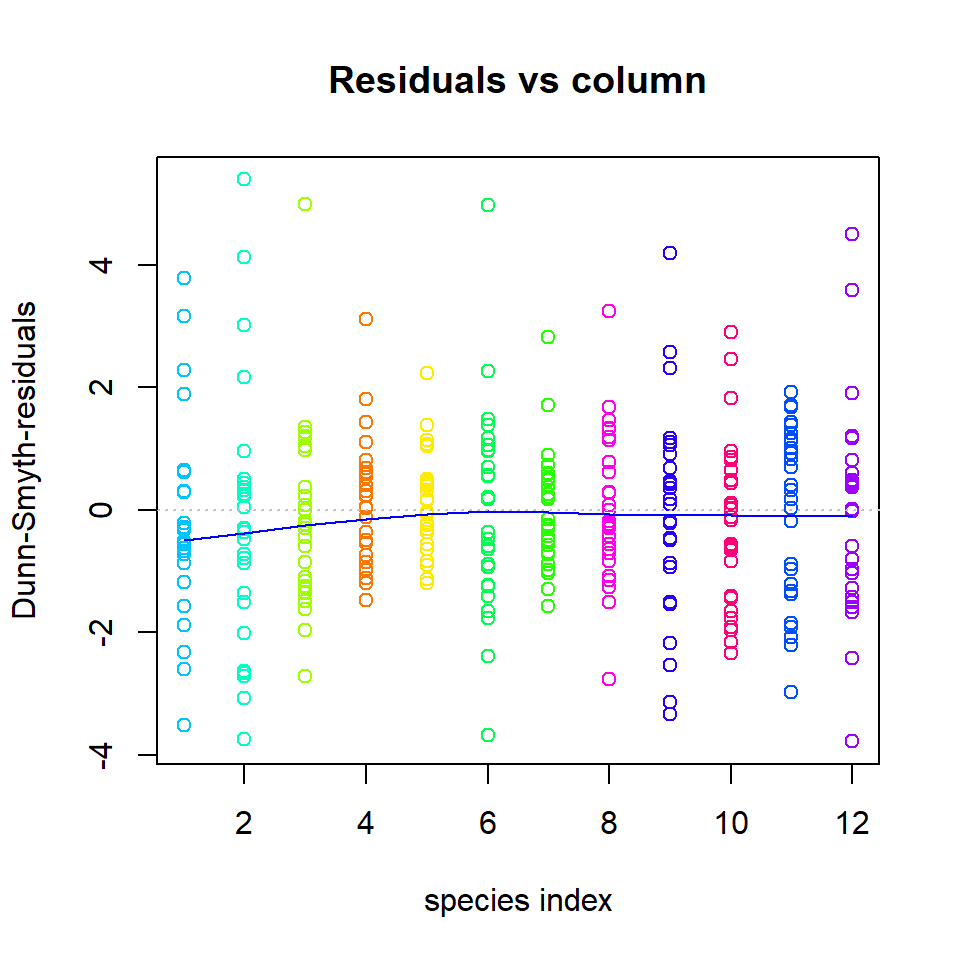 Residuals vs column
Dunn-Smyth-residuals
4
2
0
-2
-4
2 4 6 8 10 12
species index